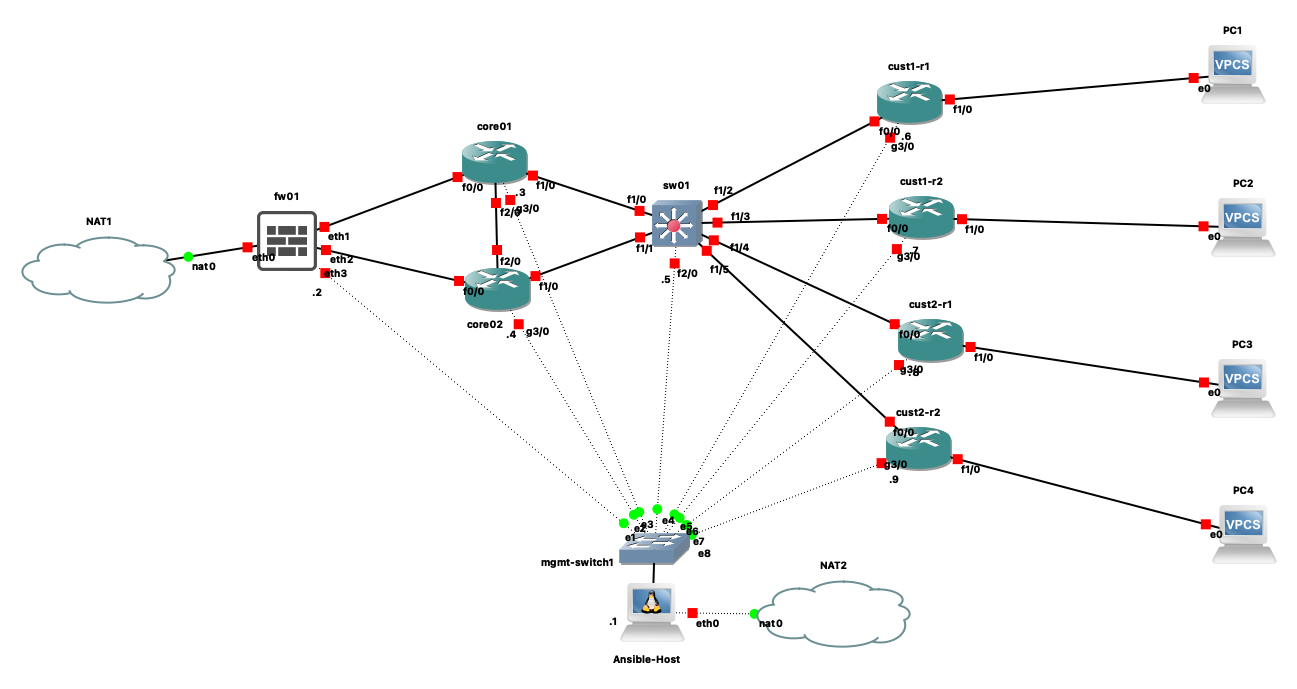 PC1
VPCS
e0
cust1-r1
f0/0
.6
g3/0
f1/0
core01
f0/0
f1/0
.3
g3/0
f2/0
fw01
eth0
eth1
eth2
eth3
.2
NAT1
nat0
sw01
f1/0
f1/1
f1/2
f1/3
f1/4
f1/5
.5
f2/0
cust1-r2
f0/0
f1/0
g3/0
.7
PC2
VPCS
e0
f2/0
f0/0
f1/0
core02
.4
g3/0
cust2-r1
f0/0
f1/0
g3/0
.8
PC3
VPCS
e0
cust2-r2
f0/0
g3/0
f1/0
.9
PC4
VPCS
e0
e1
e2
e3
e4
e5
e6
e7
e8
mgmt-switch1
.1
eth0
nat0
NAT2
Ansible-Host